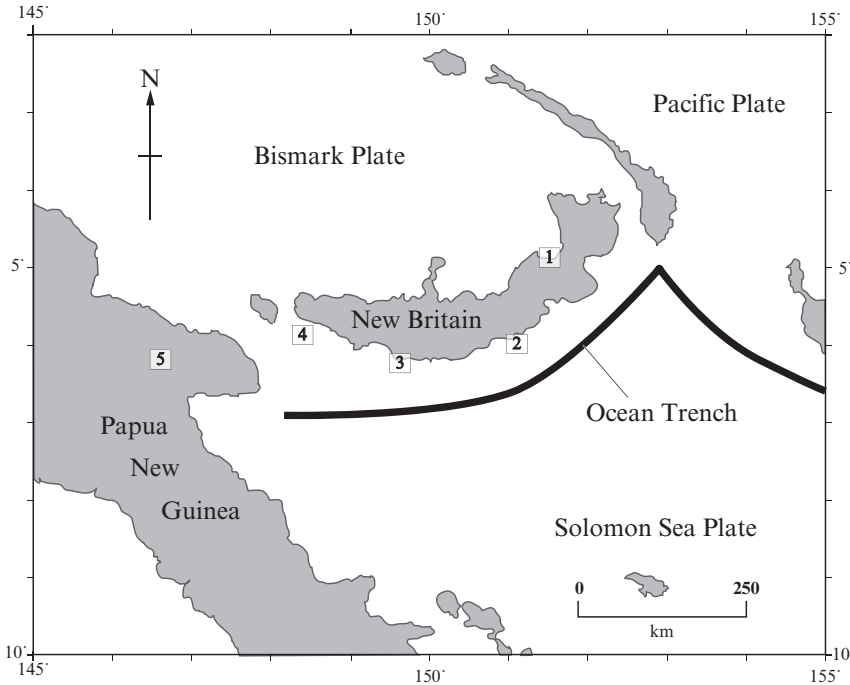 145˙
150˙
155˙
N
Pacific Plate
Bismark Plate
5˙
1
5˙
New Britain
4
2
5
3
Ocean Trench
Papua
New
Guinea
Solomon Sea Plate
0
250
km
10˙
10
145˙
150˙
155˙